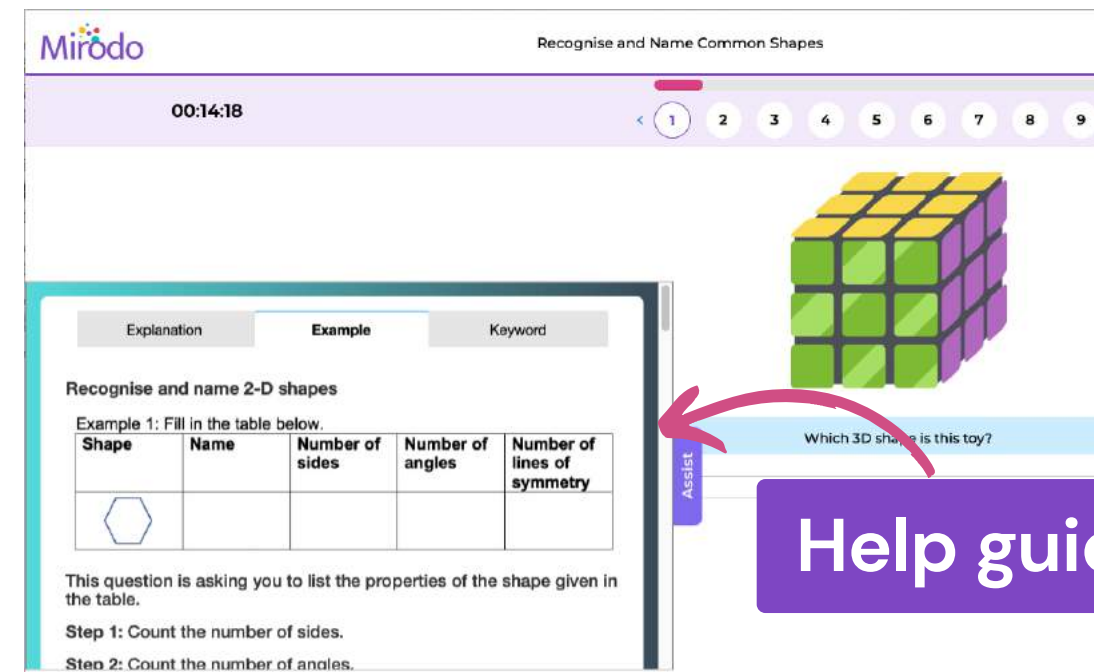 Mirodo
Recognise and Name Common Shapes
00:14:18
< 1 2 3 4 5 6 7 8 9
Explanation Example Keyword
Recognise and name 2-D shapes
Example 1: Fill in the table below.
Shape Name Number of sides Number of angles Number of lines of symmetry
This question is asking you to list the properties of the shape given in
the table.
Step 1: Count the number of sides.
Step 2: Count the number of angles.
Assist
Which 3D shape is this toy?
Help